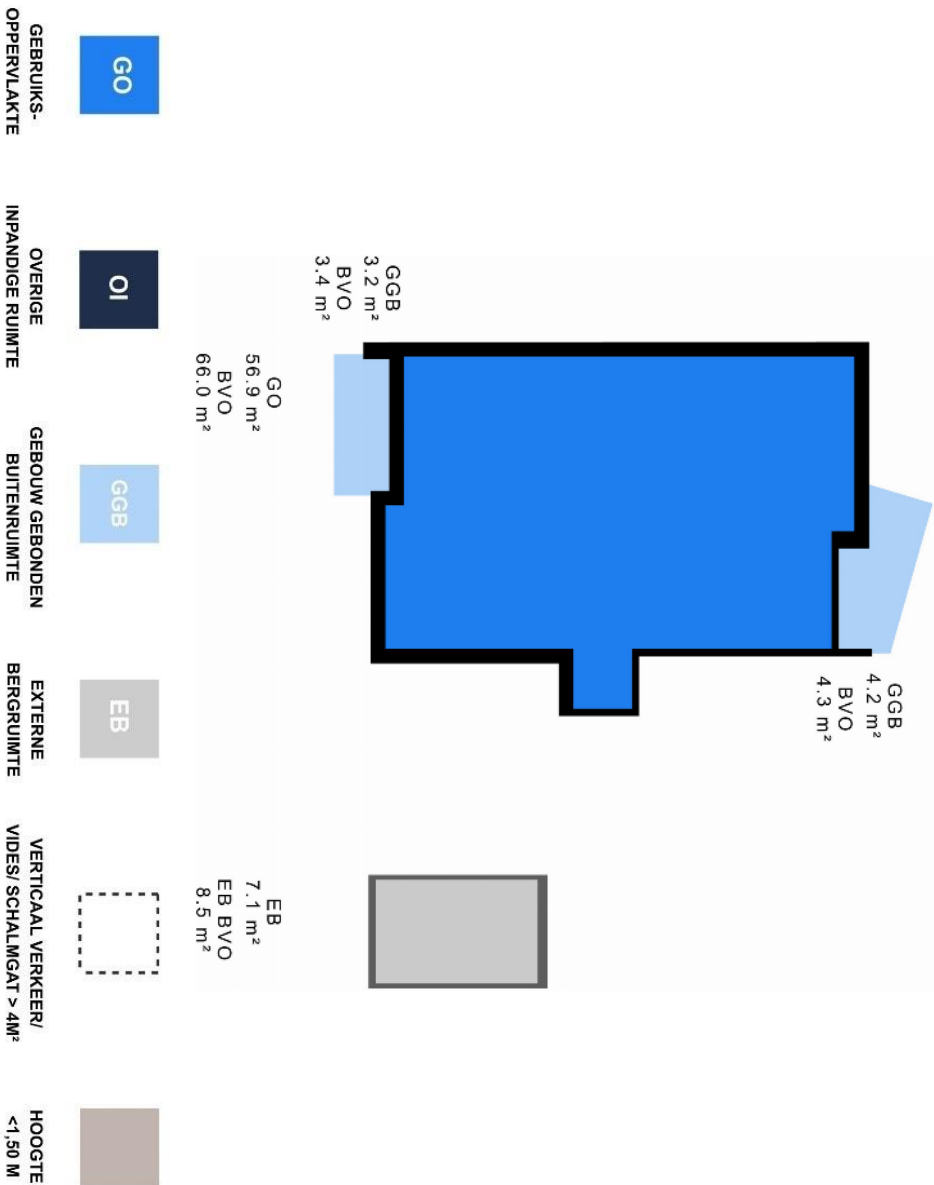 GGB
4.2 m²
BVO
4.3 m²
GGB
3.2 m²
BVO
3.4 m²
GO
56.9 m²
BVO
66.0 m²
EB
7.1 m²
EB BVO
8.5 m²
GO
GEBRUIKS-
OPPERVLAKTE
OI
OVERIGE
INPANDIGE RUIMTE
GGB
GEBOUW GEBONDEN
BUITENRUIMTE
EB
EXTERNE
BERGRUIMTE
VERTICAAL VERKEER/
VIDES/ SCHALMGAT > 4M²
HOOGTE
<1,50 M